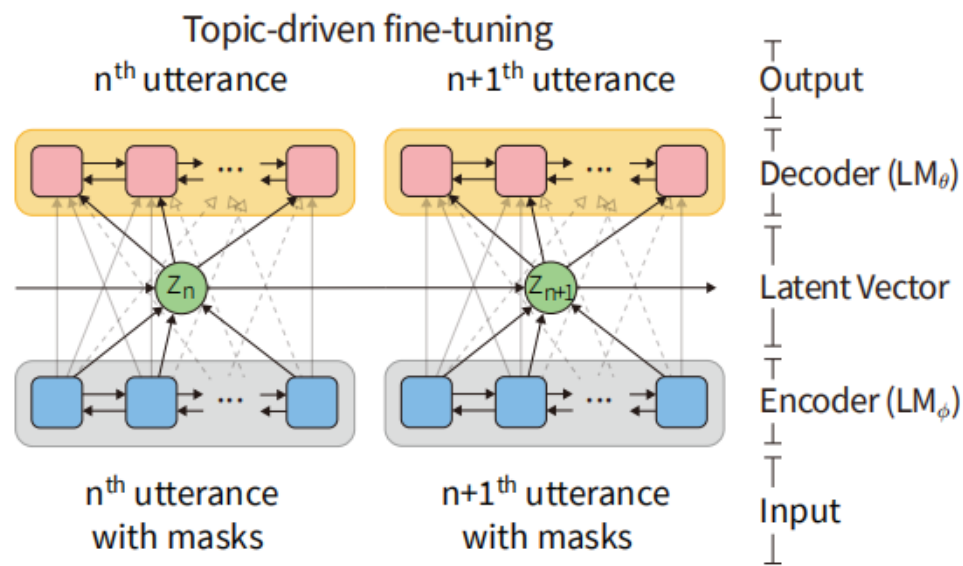 Topic-driven fine-tuning
nth utterance
n+1th utterance
Output
...
...
Decoder (LMθ)
Zn
Zn+1
Latent Vector
...
...
Encoder (LMϕ)
nth utterance
with masks
n+1th utterance
with masks
Input